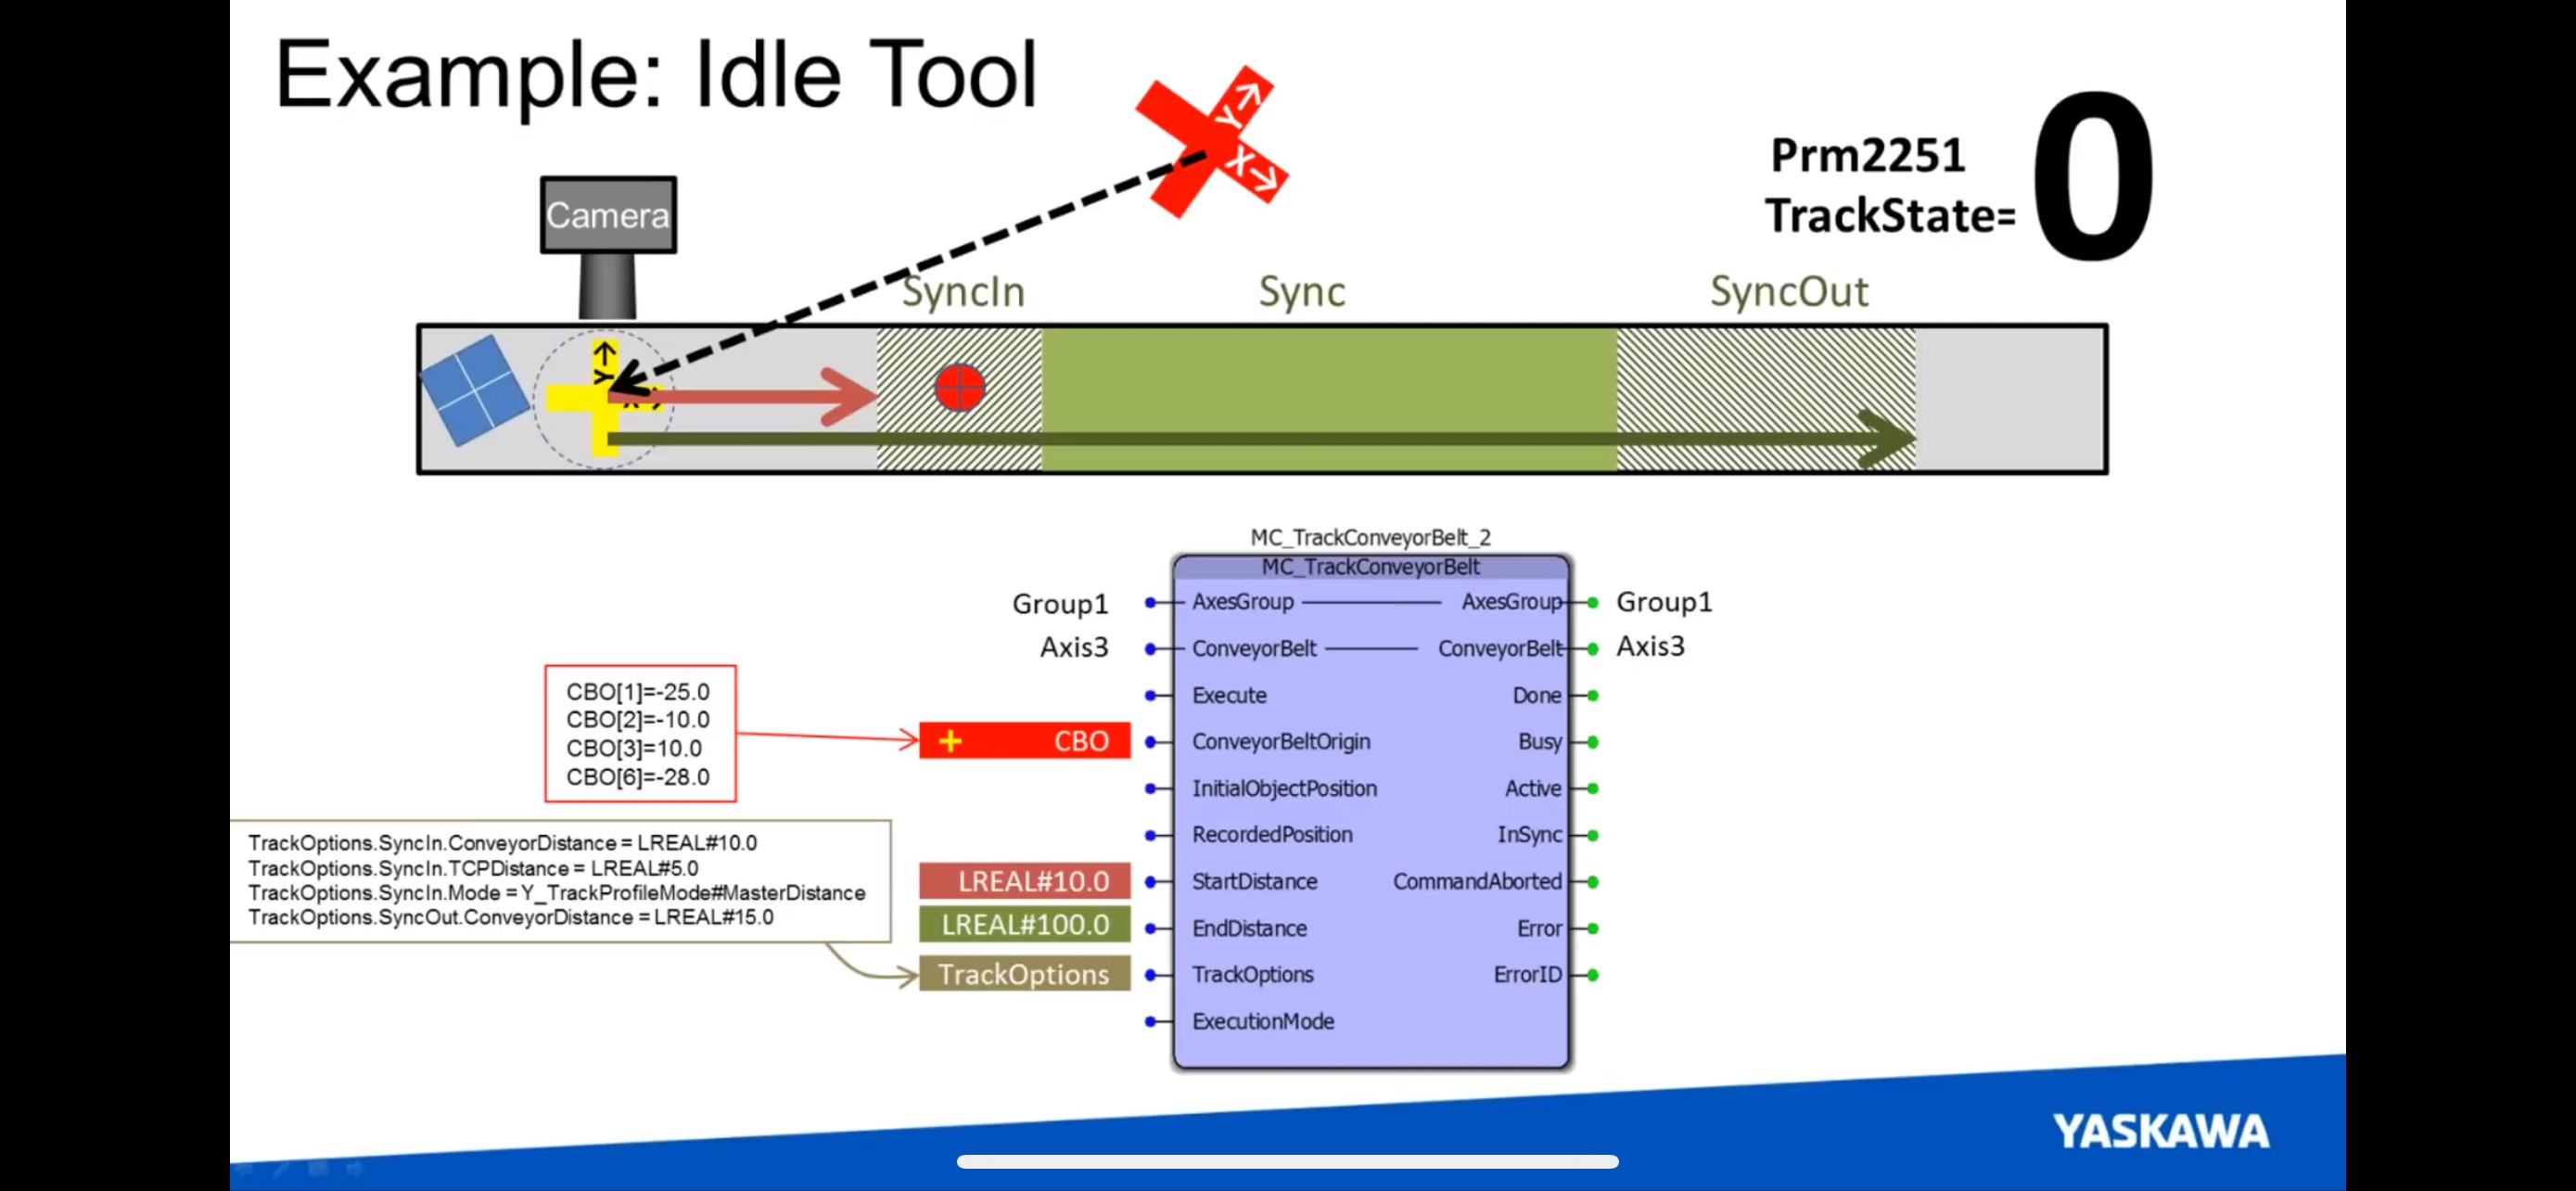 Example: Idle Tool
Y→
X→
Prm2251
TrackState=
0
Camera
SyncIn
Sync
SyncOut
Y→
MC_TrackConveyorBelt_2
MC_TrackConveyorBelt
Group1
AxesGroup
AxesGroup
Group1
Axis3
ConveyorBelt
ConveyorBelt
Axis3
Execute
Done
CBO[1]=-25.0
CBO[2]=-10.0
CBO[3]=10.0
CBO[6]=-28.0
+ CBO
ConveyorBeltOrigin
Busy
InitialObjectPosition
Active
RecordedPosition
InSync
TrackOptions.SyncIn.ConveyorDistance = LREAL#10.0
TrackOptions.SyncIn.TCPDistance = LREAL#5.0
TrackOptions.SyncIn.Mode = Y_TrackProfileMode#MasterDistance
TrackOptions.SyncOut.ConveyorDistance = LREAL#15.0
LREAL#10.0
StartDistance
CommandAborted
LREAL#100.0
EndDistance
Error
TrackOptions
TrackOptions
ErrorID
ExecutionMode
YASKAWA